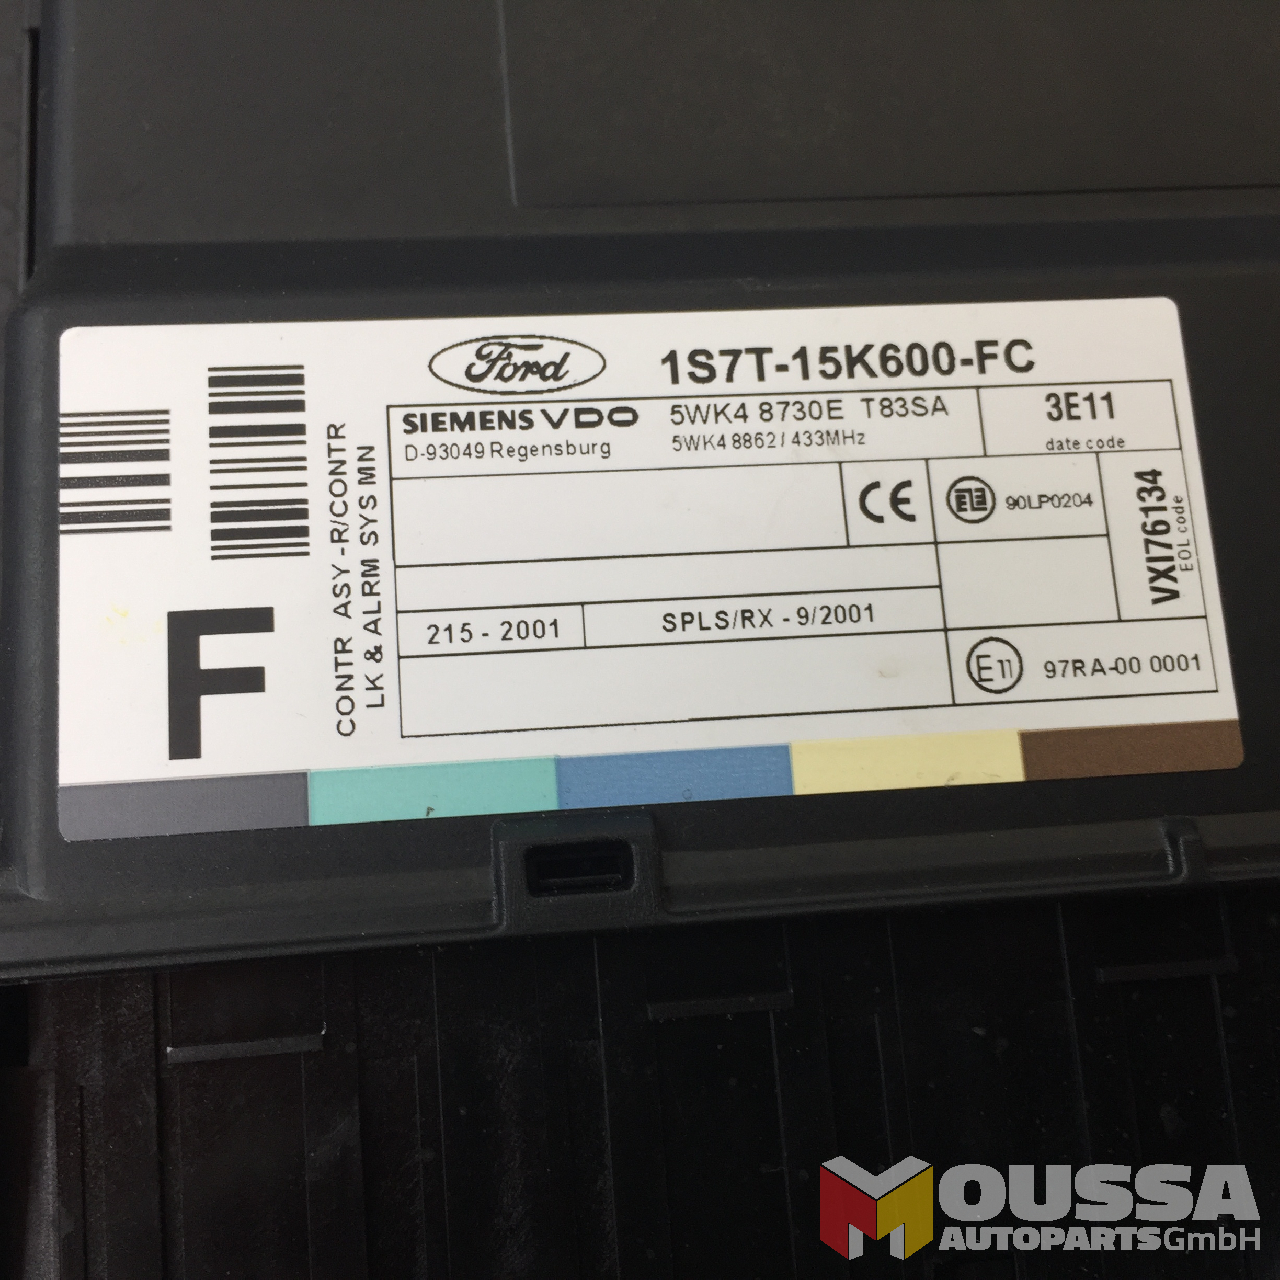 Ford
1S7T-15K600-FC
SIEMENS VDO 5WK4 8730E T83SA
D-93049 Regensburg 5WK4 8862 / 433MHz
3E11
date code
CE
90LP0204
VXI76134
EOL code
215 - 2001
SPLS/RX - 9/2001
E11
97RA-00 0001
CONTR ASY -R/CONTR
LK & ALRM SYS MN
F
MOUSSA
AUTOPARTS GmbH